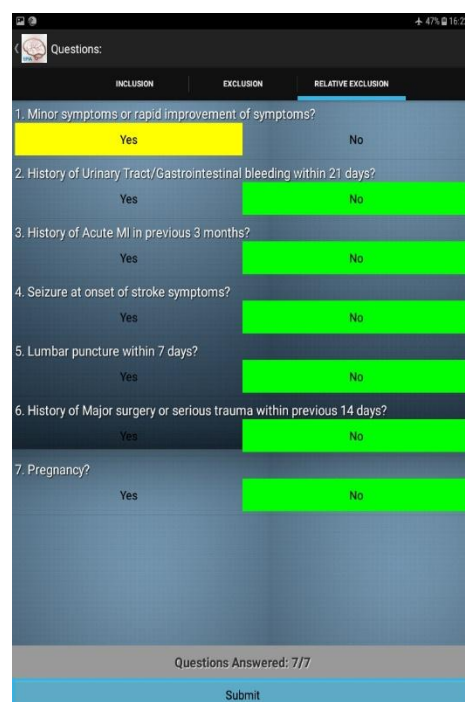 47% 16:2
Questions:
INCLUSION EXCLUSION RELATIVE EXCLUSION
1. Minor symptoms or rapid improvement of symptoms?
Yes No
2. History of Urinary Tract/Gastrointestinal bleeding within 21 days?
Yes No
3. History of Acute MI in previous 3 months?
Yes No
4. Seizure at onset of stroke symptoms?
Yes No
5. Lumbar puncture within 7 days?
Yes No
6. History of Major surgery or serious trauma within previous 14 days?
Yes No
7. Pregnancy?
Yes No
Questions Answered: 7/7
Submit